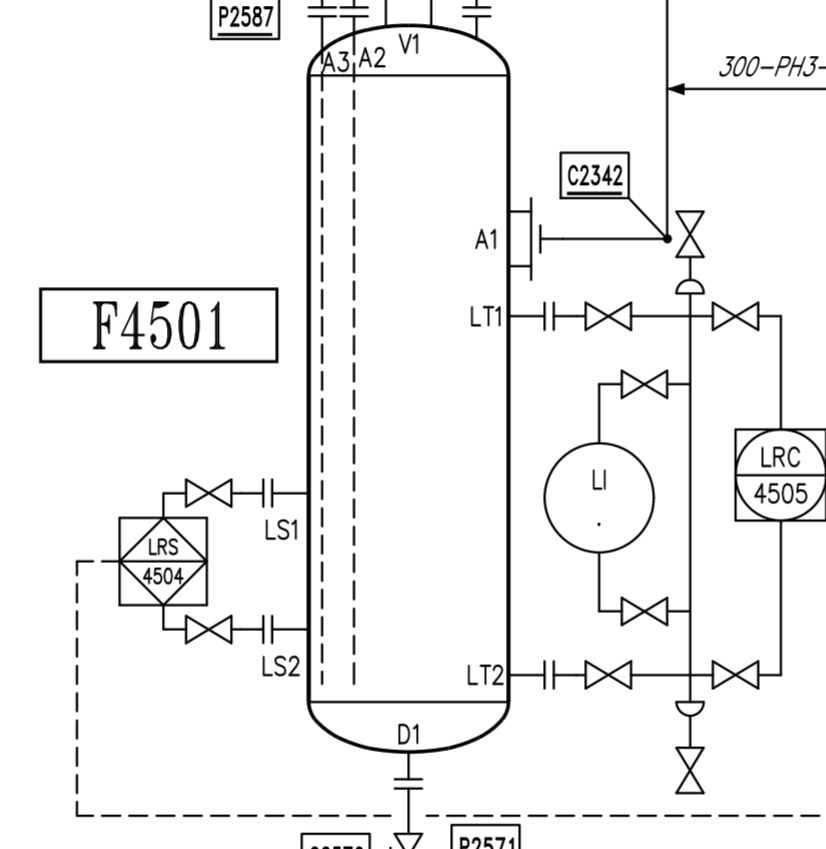 P2587
V1
A3
A2
300-PH3-
C2342
A1
F4501
LT1
LRC
4505
LI
LS1
LRS
4504
LS2
LT2
D1
P2571